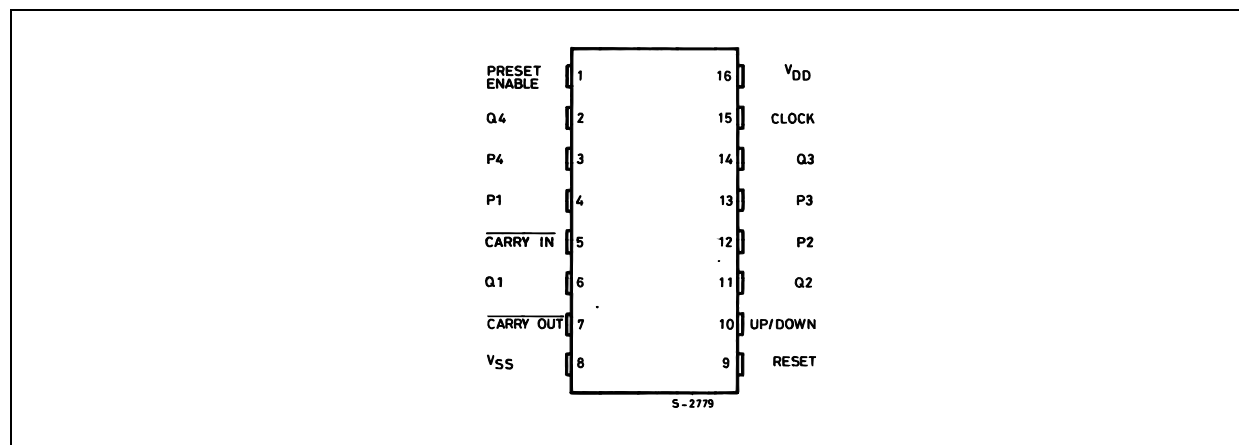 PRESET
ENABLE 1 16 VDD
Q4 2 15 CLOCK
P4 3 14 Q3
P1 4 13 P3
CARRY IN 5 12 P2
Q1 6 11 Q2
CARRY OUT 7 10 UP/DOWN
VSS 8 9 RESET
S-2779